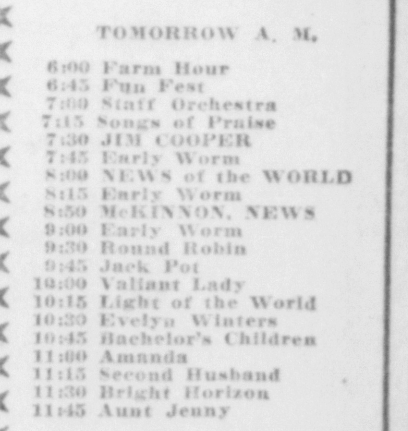 TOMORROW A. M.
6:00 Farm Hour
6:45 Fun Fest
7:00 Staff Orchestra
7:15 Songs of Praise
7:30 JIM COOPER
7:45 Early Worm
8:00 NEWS of the WORLD
8:15 Early Worm
8:50 McKINNON, NEWS
9:00 Early Worm
9:30 Round Robin
9:45 Jack Pot
10:00 Valiant Lady
10:15 Light of the World
10:30 Evelyn Winters
10:45 Bachelor's Children
11:00 Amanda
11:15 Second Husband
11:30 Bright Horizon
11:45 Aunt Jenny